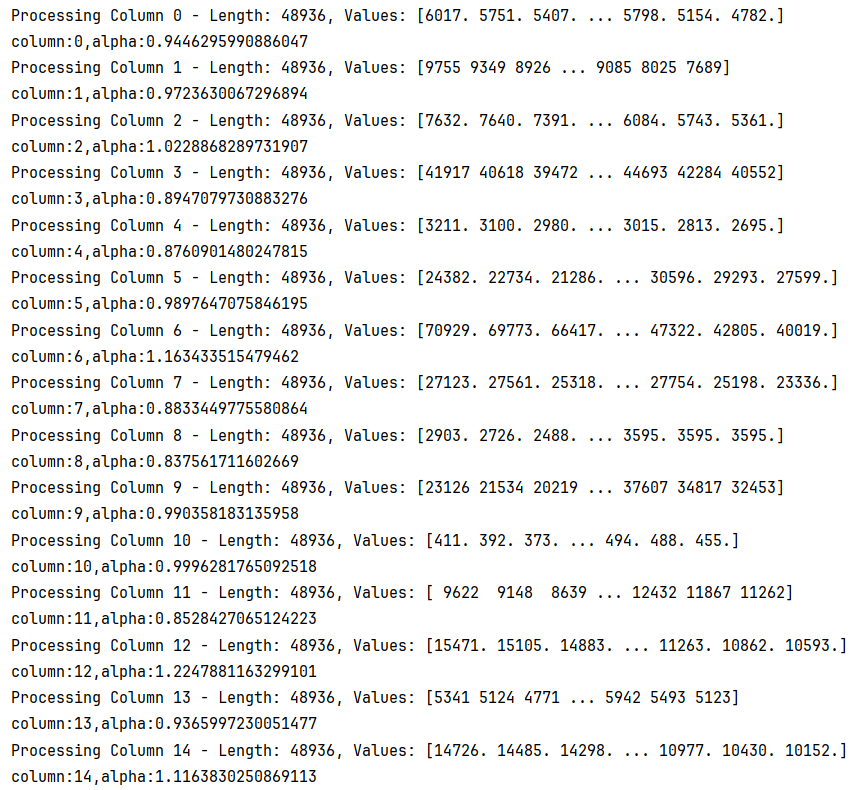 Processing Column 0 - Length: 48936, Values: [6017. 5751. 5407. ... 5798. 5154. 4782.]
column:0,alpha:0.9446295990886047
Processing Column 1 - Length: 48936, Values: [9755 9349 8926 ... 9085 8025 7689]
column:1,alpha:0.9723630067296894
Processing Column 2 - Length: 48936, Values: [7632. 7640. 7391. ... 6084. 5743. 5361.]
column:2,alpha:1.0228868289731907
Processing Column 3 - Length: 48936, Values: [41917 40618 39472 ... 44693 42284 40552]
column:3,alpha:0.8947079730883276
Processing Column 4 - Length: 48936, Values: [3211. 3100. 2980. ... 3015. 2813. 2695.]
column:4,alpha:0.8760901480247815
Processing Column 5 - Length: 48936, Values: [24382. 22734. 21286. ... 30596. 29293. 27599.]
column:5,alpha:0.9897647075846195
Processing Column 6 - Length: 48936, Values: [70929. 69773. 66417. ... 47322. 42805. 40019.]
column:6,alpha:1.163433515479462
Processing Column 7 - Length: 48936, Values: [27123. 27561. 25318. ... 27754. 25198. 23336.]
column:7,alpha:0.8833449775580864
Processing Column 8 - Length: 48936, Values: [2903. 2726. 2488. ... 3595. 3595. 3595.]
column:8,alpha:0.837561711602669
Processing Column 9 - Length: 48936, Values: [23126 21534 20219 ... 37607 34817 32453]
column:9,alpha:0.990358183135958
Processing Column 10 - Length: 48936, Values: [411. 392. 373. ... 494. 488. 455.]
column:10,alpha:0.9996281765092518
Processing Column 11 - Length: 48936, Values: [ 9622  9148  8639 ... 12432 11867 11262]
column:11,alpha:0.8528427065124223
Processing Column 12 - Length: 48936, Values: [15471. 15105. 14883. ... 11263. 10862. 10593.]
column:12,alpha:1.2247881163299101
Processing Column 13 - Length: 48936, Values: [5341 5124 4771 ... 5942 5493 5123]
column:13,alpha:0.9365997230051477
Processing Column 14 - Length: 48936, Values: [14726. 14485. 14298. ... 10977. 10430. 10152.]
column:14,alpha:1.1163830250869113